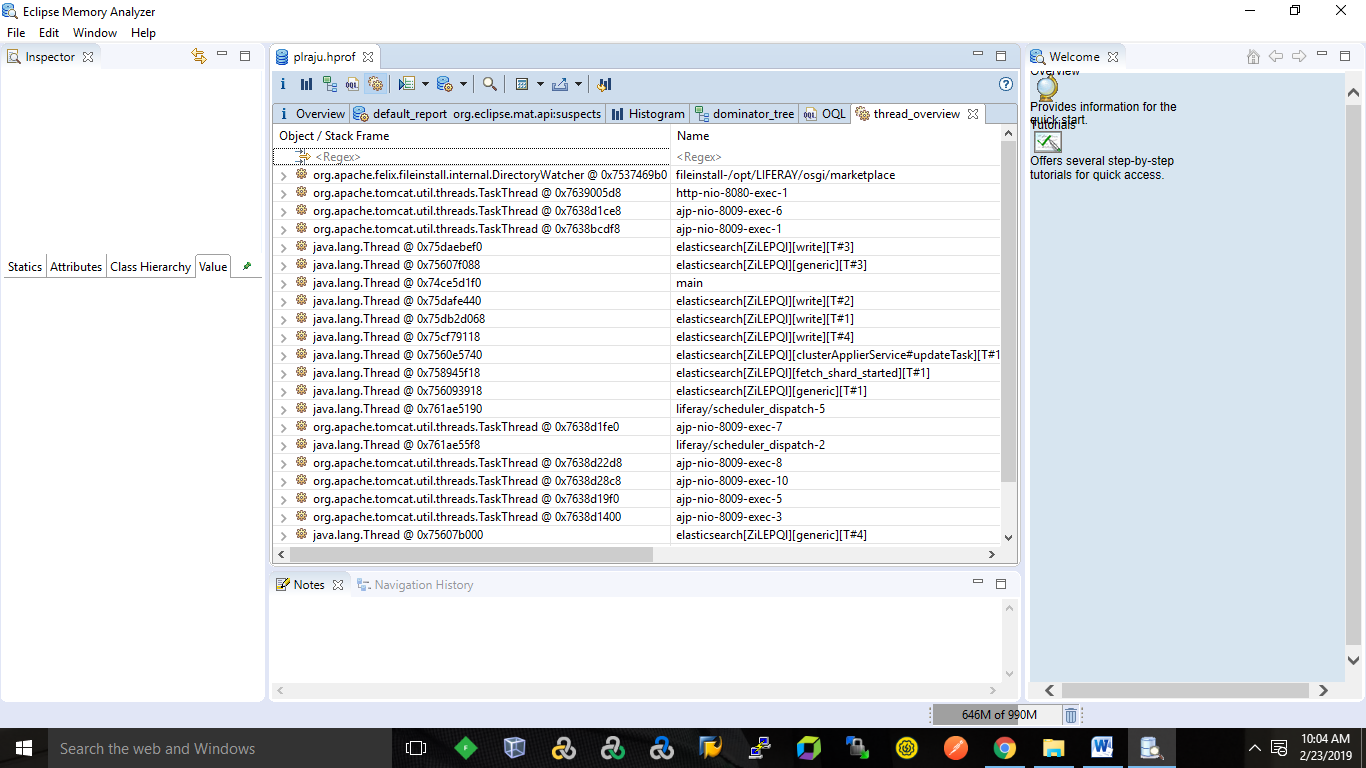 Eclipse Memory Analyzer
File Edit Window Help
Inspector
Statics Attributes Class Hierarchy Value
plraju.hprof
i OQL
i Overview default_report org.eclipse.mat.api:suspects Histogram dominator_tree OQL thread_overview
Object / Stack Frame Name
<Regex> <Regex>
org.apache.felix.fileinstall.internal.DirectoryWatcher @ 0x7537469b0 fileinstall-/opt/LIFERAY/osgi/marketplace
org.apache.tomcat.util.threads.TaskThread @ 0x7639005d8 http-nio-8080-exec-1
org.apache.tomcat.util.threads.TaskThread @ 0x7638d1ce8 ajp-nio-8009-exec-6
org.apache.tomcat.util.threads.TaskThread @ 0x7638bcdf8 ajp-nio-8009-exec-1
java.lang.Thread @ 0x75daebef0 elasticsearch[ZiLEPQI][write][T#3]
java.lang.Thread @ 0x75607f088 elasticsearch[ZiLEPQI][generic][T#3]
java.lang.Thread @ 0x74ce5d1f0 main
java.lang.Thread @ 0x75dafe440 elasticsearch[ZiLEPQI][write][T#2]
java.lang.Thread @ 0x75db2d068 elasticsearch[ZiLEPQI][write][T#1]
java.lang.Thread @ 0x75cf79118 elasticsearch[ZiLEPQI][write][T#4]
java.lang.Thread @ 0x7560e5740 elasticsearch[ZiLEPQI][clusterApplierService#updateTask][T#1
java.lang.Thread @ 0x758945f18 elasticsearch[ZiLEPQI][fetch_shard_started][T#1]
java.lang.Thread @ 0x756093918 elasticsearch[ZiLEPQI][generic][T#1]
java.lang.Thread @ 0x761ae5190 liferay/scheduler_dispatch-5
org.apache.tomcat.util.threads.TaskThread @ 0x7638d1fe0 ajp-nio-8009-exec-7
java.lang.Thread @ 0x761ae55f8 liferay/scheduler_dispatch-2
org.apache.tomcat.util.threads.TaskThread @ 0x7638d22d8 ajp-nio-8009-exec-8
org.apache.tomcat.util.threads.TaskThread @ 0x7638d28c8 ajp-nio-8009-exec-10
org.apache.tomcat.util.threads.TaskThread @ 0x7638d19f0 ajp-nio-8009-exec-5
org.apache.tomcat.util.threads.TaskThread @ 0x7638d1400 ajp-nio-8009-exec-3
java.lang.Thread @ 0x75607b000 elasticsearch[ZiLEPQI][generic][T#4]
Notes Navigation History
Welcome
Overview
Provides information for the
quick start.
Tutorials
Offers several step-by-step
tutorials for quick access.
646M of 990M
Search the web and Windows
10:04 AM
2/23/2019